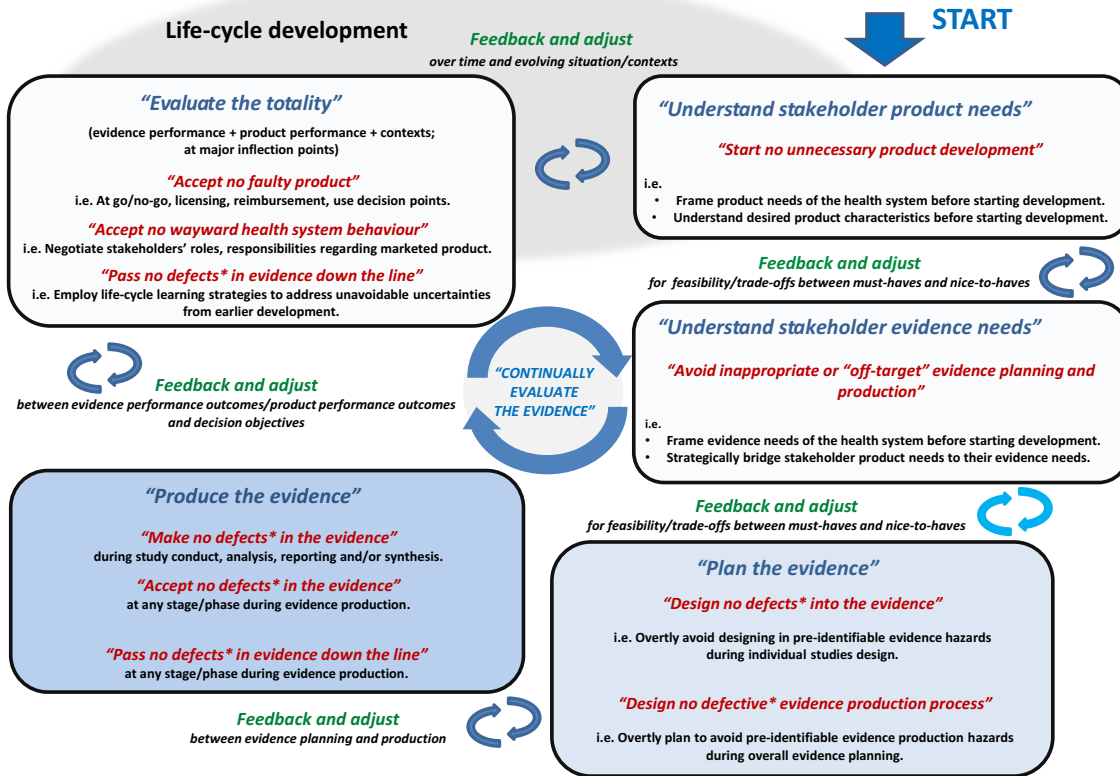 Life-cycle development
START
Feedback and adjust
over time and evolving situation/contexts
“Evaluate the totality”
(evidence performance + product performance + contexts;
at major inflection points)
“Accept no faulty product”
i.e. At go/no-go, licensing, reimbursement, use decision points.
“Accept no wayward health system behaviour”
i.e. Negotiate stakeholders’ roles, responsibilities regarding marketed product.
“Pass no defects* in evidence down the line”
i.e. Employ life-cycle learning strategies to address unavoidable uncertainties
from earlier development.
“Understand stakeholder product needs”
“Start no unnecessary product development”
i.e.
• Frame product needs of the health system before starting development.
• Understand desired product characteristics before starting development.
Feedback and adjust
for feasibility/trade-offs between must-haves and nice-to-haves
“Understand stakeholder evidence needs”
“Avoid inappropriate or “off-target” evidence planning and
production”
i.e.
• Frame evidence needs of the health system before starting development.
• Strategically bridge stakeholder product needs to their evidence needs.
“CONTINUALLY
EVALUATE
THE EVIDENCE”
Feedback and adjust
between evidence performance outcomes/product performance outcomes
and decision objectives
“Produce the evidence”
“Make no defects* in the evidence”
during study conduct, analysis, reporting and/or synthesis.
“Accept no defects* in the evidence”
at any stage/phase during evidence production.
“Pass no defects* in evidence down the line”
at any stage/phase during evidence production.
Feedback and adjust
for feasibility/trade-offs between must-haves and nice-to-haves
“Plan the evidence”
“Design no defects* into the evidence”
i.e. Overtly avoid designing in pre-identifiable evidence hazards
during individual studies design.
“Design no defective* evidence production process”
i.e. Overtly plan to avoid pre-identifiable evidence production hazards
during overall evidence planning.
Feedback and adjust
between evidence planning and production